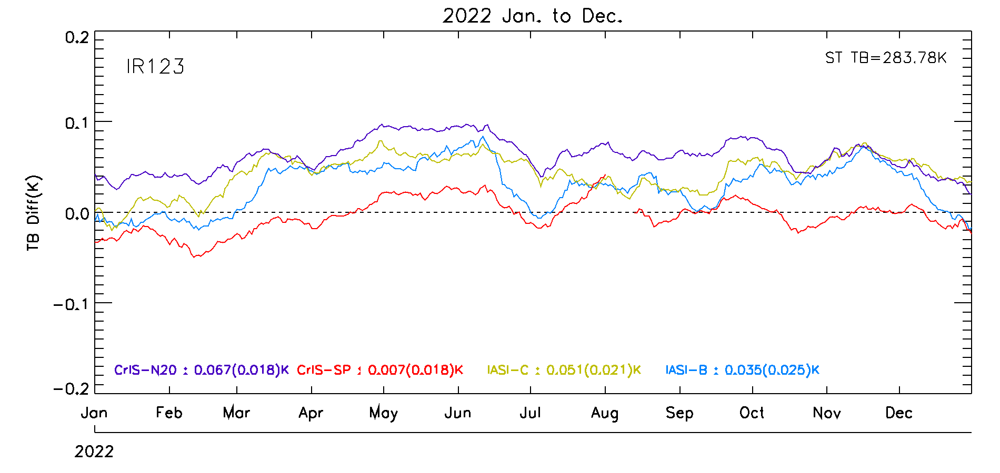 2022 Jan. to Dec.
IR123
ST TB=283.78K
TB Diff(K)
0.2
0.1
0.0
-0.1
-0.2
CrIS-N20 : 0.067(0.018)K CrIS-SP : 0.007(0.018)K IASI-C : 0.051(0.021)K IASI-B : 0.035(0.025)K
Jan Feb Mar Apr May Jun Jul Aug Sep Oct Nov Dec
2022